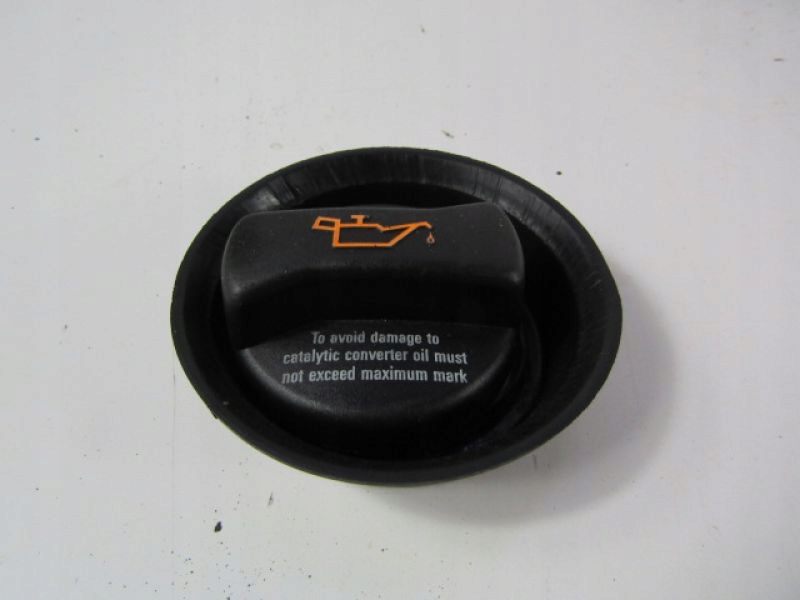 To avoid damage to
catalytic converter oil must
not exceed maximum mark